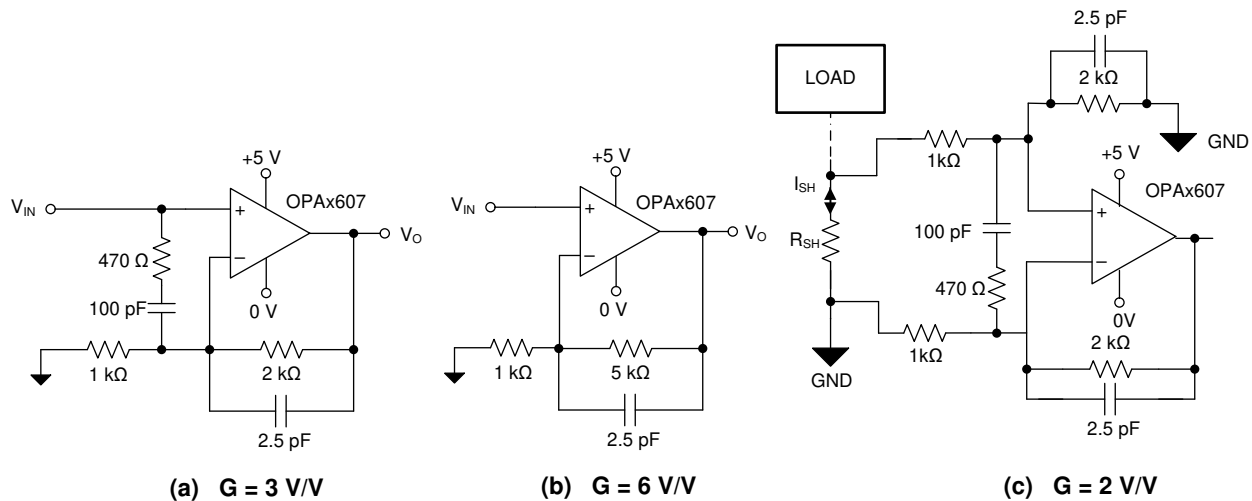 V_IN
+5 V
OPAx607
+
−
470 Ω
100 pF
0 V
V_O
1 kΩ
2 kΩ
2.5 pF
(a) G = 3 V/V
V_IN
+5 V
OPAx607
+
−
0 V
V_O
1 kΩ
5 kΩ
2.5 pF
(b) G = 6 V/V
LOAD
I_SH
R_SH
GND
1kΩ
1kΩ
100 pF
470 Ω
2.5 pF
2 kΩ
GND
+5 V
OPAx607
+
−
0V
2 kΩ
2.5 pF
(c) G = 2 V/V